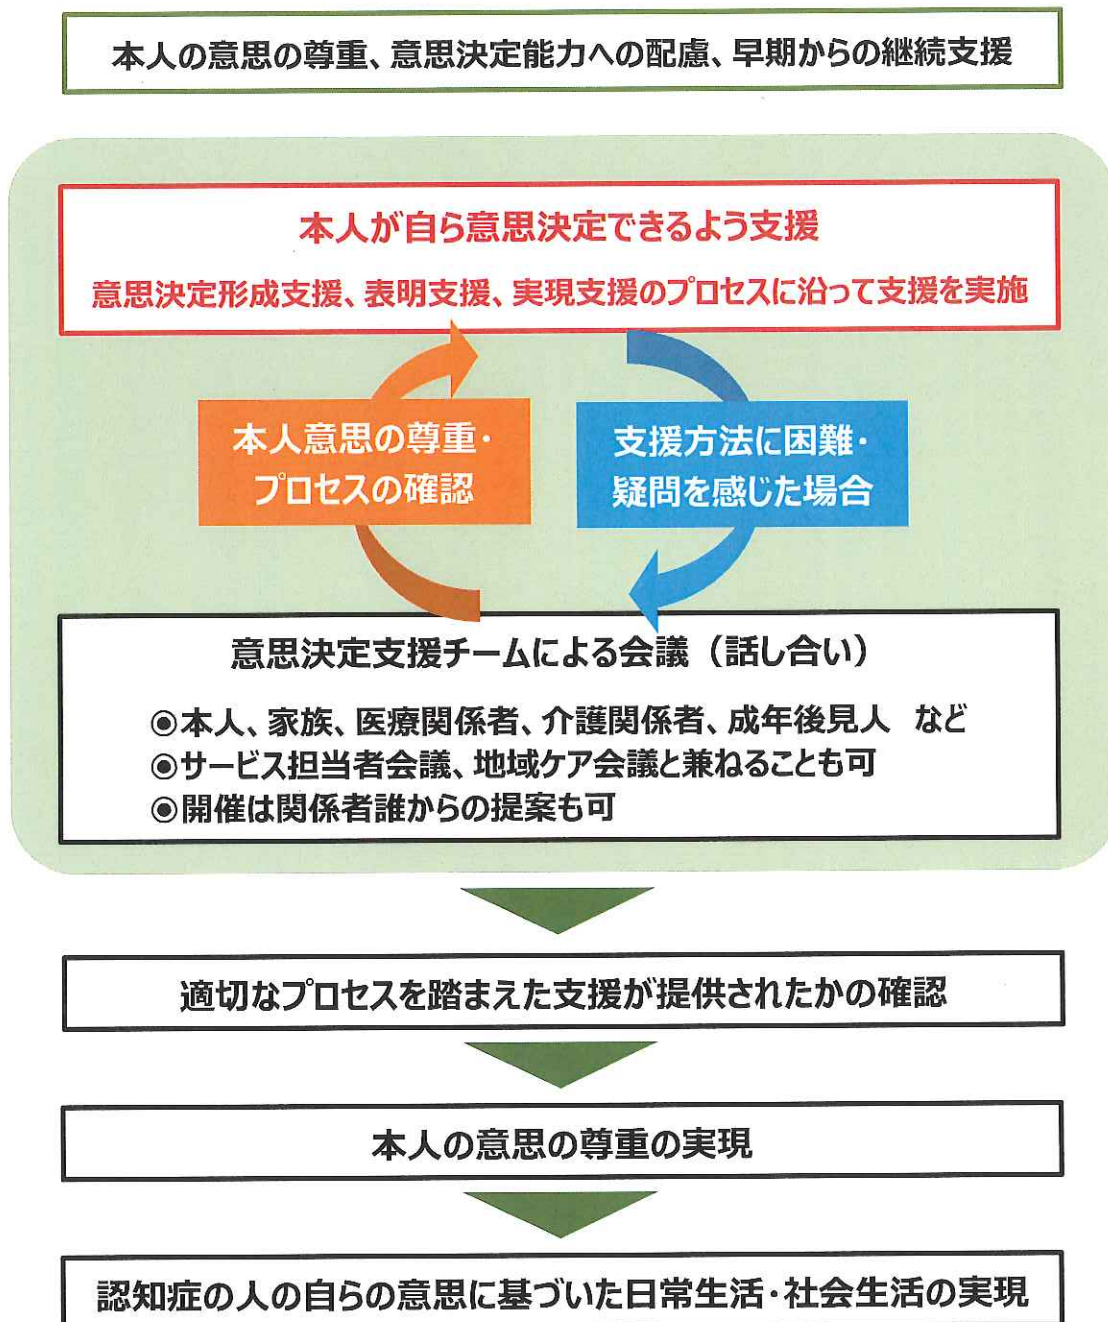 本人の意思の尊重、意思決定能力への配慮、早期からの継続支援
本人が自ら意思決定できるよう支援
意思決定形成支援、表明支援、実現支援のプロセスに沿って支援を実施
本人意思の尊重・
プロセスの確認
支援方法に困難・
疑問を感じた場合
意思決定支援チームによる会議（話し合い）
◉本人、家族、医療関係者、介護関係者、成年後見人　など
◉サービス担当者会議、地域ケア会議と兼ねることも可
◉開催は関係者誰からの提案も可
適切なプロセスを踏まえた支援が提供されたかの確認
本人の意思の尊重の実現
認知症の人の自らの意思に基づいた日常生活・社会生活の実現